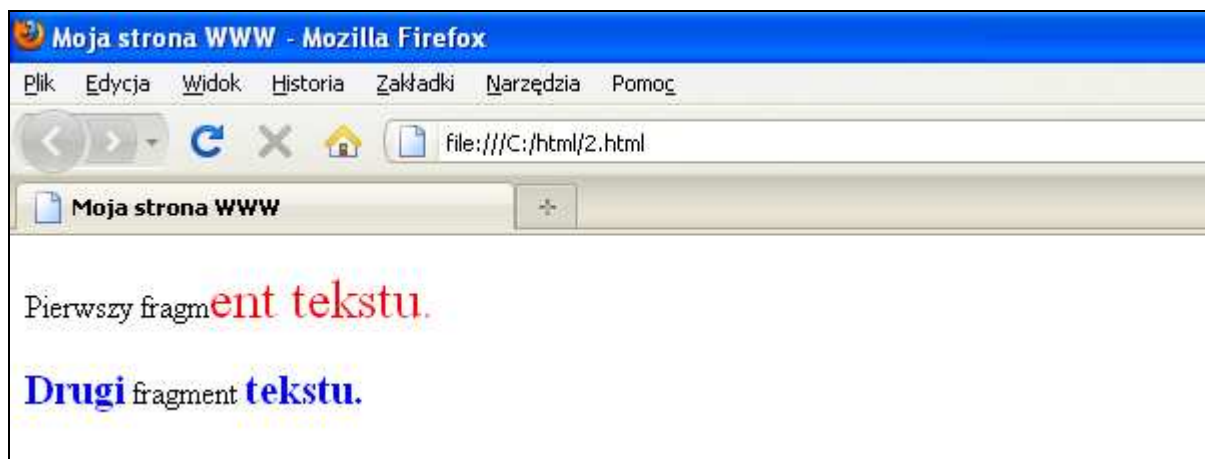 Moja strona WWW - Mozilla Firefox
Plik Edycja Widok Historia Zakładki Narzędzia Pomoc
file:///C:/html/2.html
Moja strona WWW
Pierwszy fragment tekstu.
Drugi fragment tekstu.